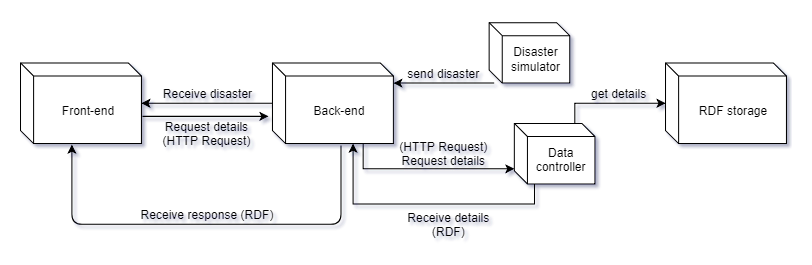 Disaster
simulator
send disaster
Receive disaster
get details
Front-end
Back-end
RDF storage
Request details
(HTTP Request)
(HTTP Request)
Request details
Data
controller
Receive response (RDF)
Receive details
(RDF)